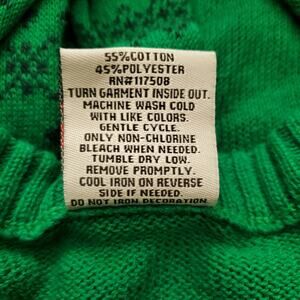 55%COTTON
45%POLYESTER
RN#117508
TURN GARMENT INSIDE OUT.
MACHINE WASH COLD
WITH LIKE COLORS.
GENTLE CYCLE.
ONLY NON-CHLORINE
BLEACH WHEN NEEDED.
TUMBLE DRY LOW.
REMOVE PROMPTLY.
COOL IRON ON REVERSE
SIDE IF NEEDED.
DO NOT IRON DECORATION